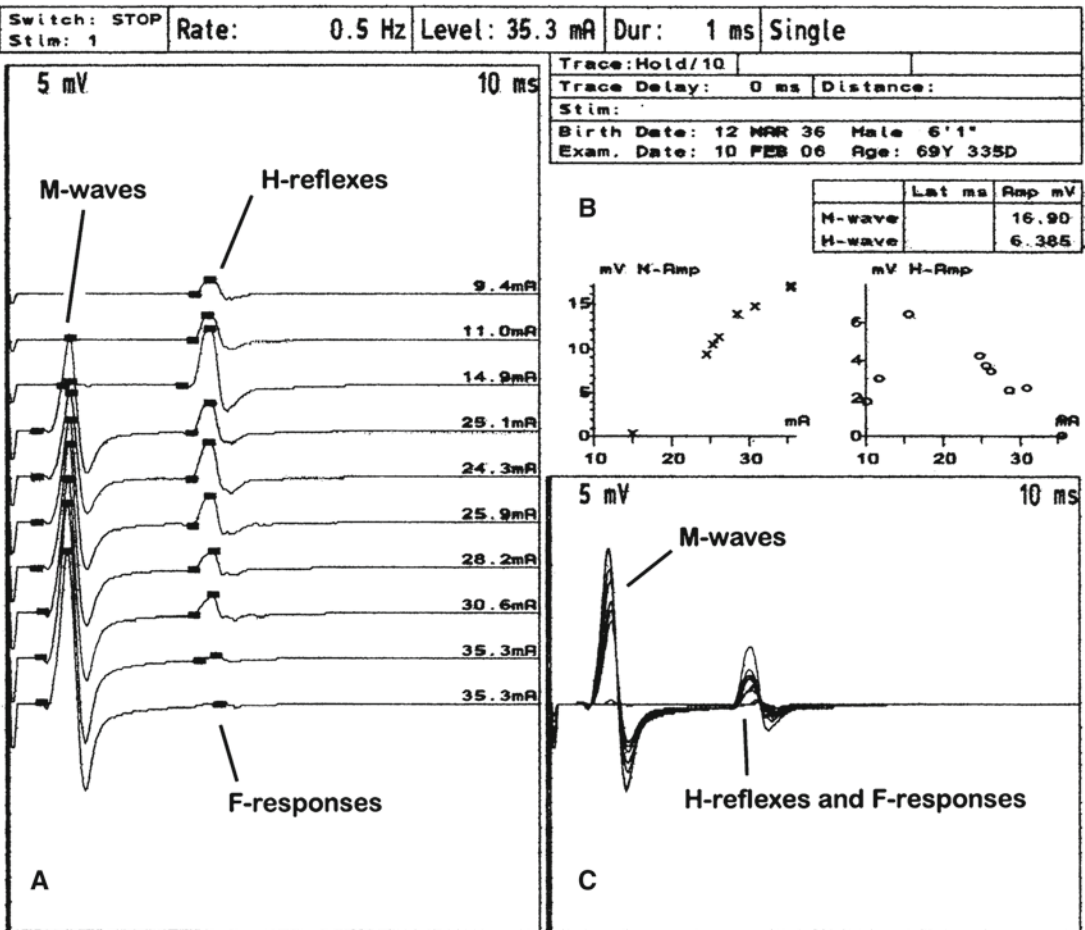 Switch: STOP
Stim: 1
Rate: 0.5 Hz
Level: 35.3 mA
Dur: 1 ms
Single
Trace:Hold/10
Trace Delay: 0 ms
Distance:
Stim:
Birth Date: 12 MAR 36 Male 6'1"
Exam. Date: 10 FEB 06 Age: 69Y 335D
5 mV 10 ms
M-waves
H-reflexes
9.4mA
11.0mA
14.9mA
25.1mA
24.3mA
25.9mA
28.2mA
30.6mA
35.3mA
35.3mA
F-responses
A
B
Lat ms Amp mV
M-wave 16.90
H-wave 6.385
mV M-Amp
15
10
5
0
mA
10 20 30
mV H-Amp
6
4
2
0
mA
10 20 30
5 mV 10 ms
M-waves
H-reflexes and F-responses
C